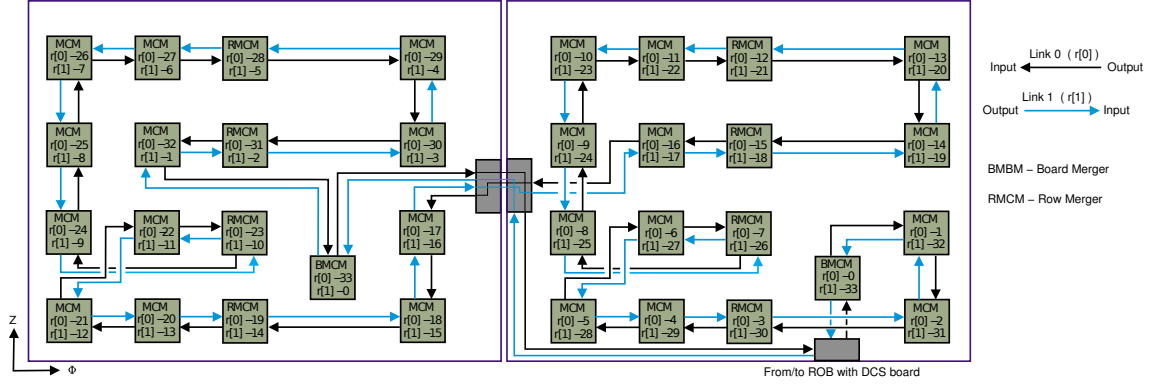 MCM
r[0] -26
r[1] -7
MCM
r[0] -27
r[1] -6
RMCM
r[0] -28
r[1] -5
MCM
r[0] -29
r[1] -4
MCM
r[0] -25
r[1] -8
MCM
r[0] -32
r[1] -1
RMCM
r[0] -31
r[1] -2
MCM
r[0] -30
r[1] -3
MCM
r[0] -24
r[1] -9
MCM
r[0] -22
r[1] -11
RMCM
r[0] -23
r[1] -10
BMCM
r[0] -33
r[1] -0
MCM
r[0] -17
r[1] -16
MCM
r[0] -21
r[1] -12
MCM
r[0] -20
r[1] -13
RMCM
r[0] -19
r[1] -14
MCM
r[0] -18
r[1] -15
Z
Φ
MCM
r[0] -10
r[1] -23
MCM
r[0] -11
r[1] -22
RMCM
r[0] -12
r[1] -21
MCM
r[0] -13
r[1] -20
MCM
r[0] -9
r[1] -24
MCM
r[0] -16
r[1] -17
RMCM
r[0] -15
r[1] -18
MCM
r[0] -14
r[1] -19
MCM
r[0] -8
r[1] -25
MCM
r[0] -6
r[1] -27
RMCM
r[0] -7
r[1] -26
BMCM
r[0] -0
r[1] -33
MCM
r[0] -1
r[1] -32
MCM
r[0] -5
r[1] -28
MCM
r[0] -4
r[1] -29
RMCM
r[0] -3
r[1] -30
MCM
r[0] -2
r[1] -31
From/to ROB with DCS board
Link 0 ( r[0])
Input Output
Link 1 ( r[1])
Output Input
BMBM – Board Merger
RMCM – Row Merger